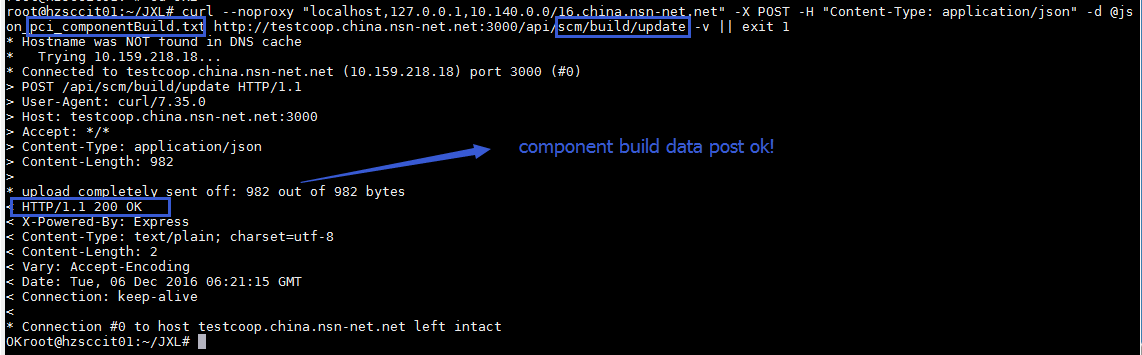 root@hzsccit01:~/JXL# curl --noproxy "localhost,127.0.0.1,10.140.0.0/16,china.nsn-net,net" -X POST -H "Content-Type: application/json" -d @js
on_pci_componentBuild.txt http://testcoop.china.nsn-net.net:3000/api/scm/build/update -v || exit 1
* Hostname was NOT found in DNS cache
*   Trying 10.159.218.18...
* Connected to testcoop.china.nsn-net.net (10.159.218.18) port 3000 (#0)
> POST /api/scm/build/update HTTP/1.1
> User-Agent: curl/7.35.0
> Host: testcoop.china.nsn-net.net:3000
> Accept: */*
> Content-Type: application/json
> Content-Length: 982
>
component build data post ok!
* upload completely sent off: 982 out of 982 bytes
< HTTP/1.1 200 OK
< X-Powered-By: Express
< Content-Type: text/plain; charset=utf-8
< Content-Length: 2
< Vary: Accept-Encoding
< Date: Tue, 06 Dec 2016 06:21:15 GMT
< Connection: keep-alive
<
* Connection #0 to host testcoop.china.nsn-net.net left intact
OKroot@hzsccit01:~/JXL#